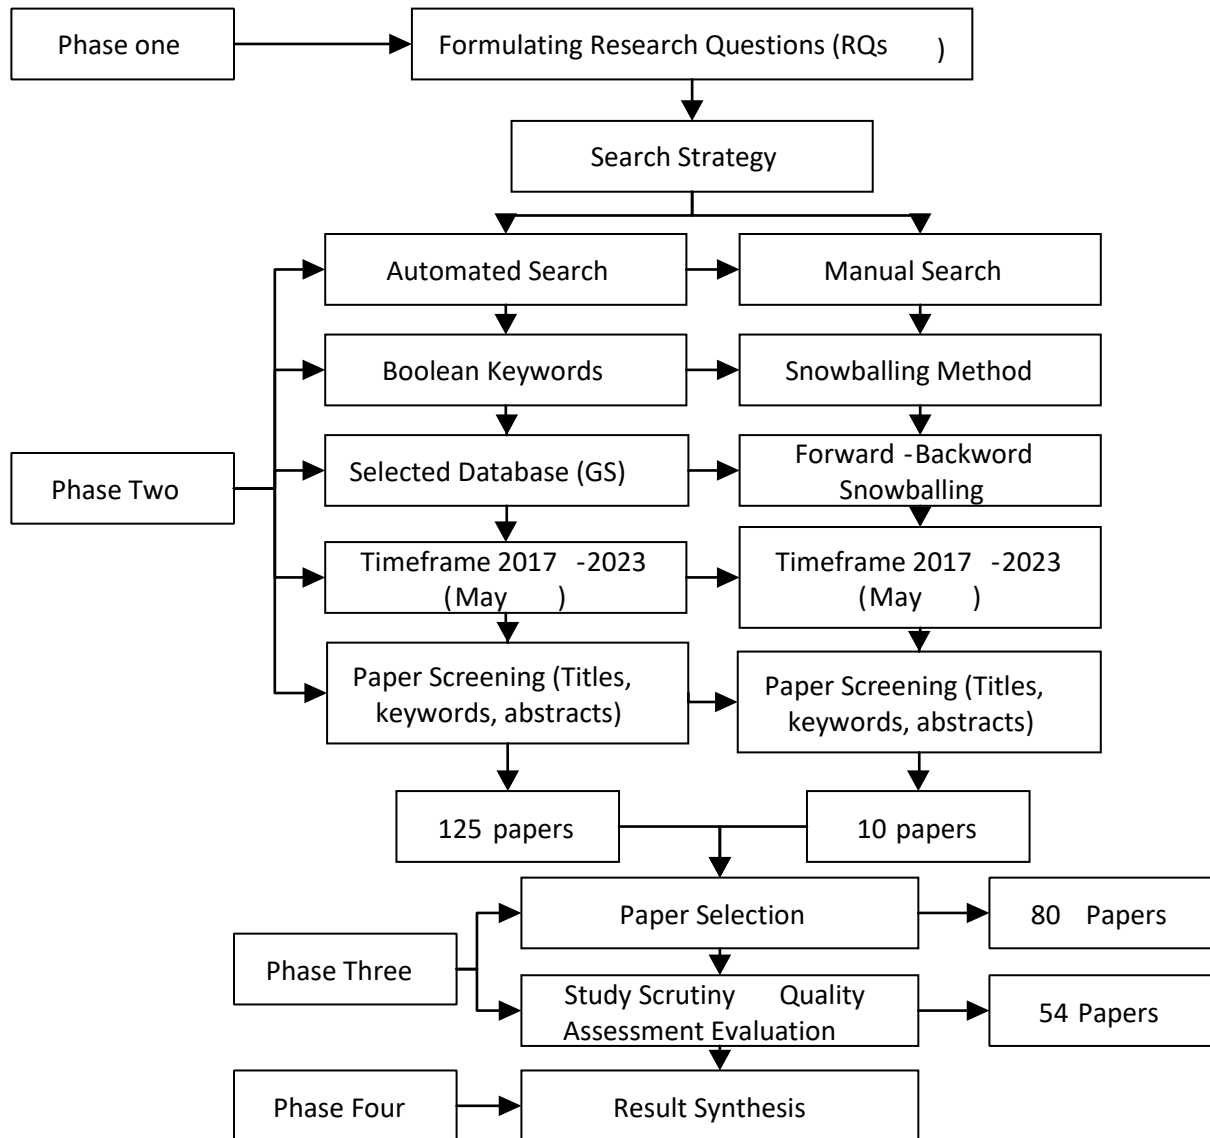 Phase one
Formulating Research Questions (RQs )
Search Strategy
Automated Search
Manual Search
Boolean Keywords
Snowballing Method
Phase Two
Selected Database (GS)
Forward -Backword
Snowballing
Timeframe 2017 -2023
(May )
Timeframe 2017 -2023
(May )
Paper Screening (Titles,
keywords, abstracts)
Paper Screening (Titles,
keywords, abstracts)
125 papers
10 papers
Paper Selection
80 Papers
Phase Three
Study Scrutiny Quality
Assessment Evaluation
54 Papers
Phase Four
Result Synthesis